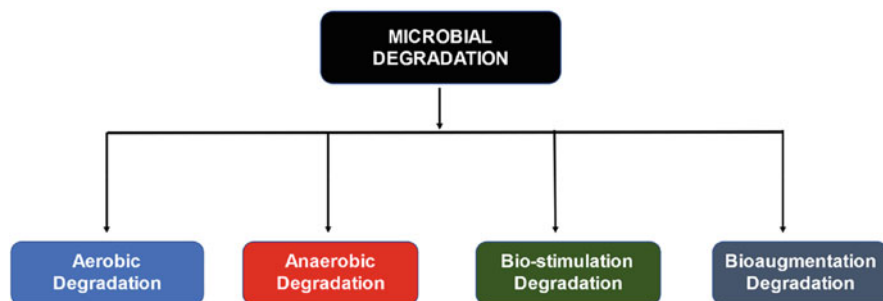 MICROBIAL
DEGRADATION
Aerobic
Degradation
Anaerobic
Degradation
Bio-stimulation
Degradation
Bioaugmentation
Degradation